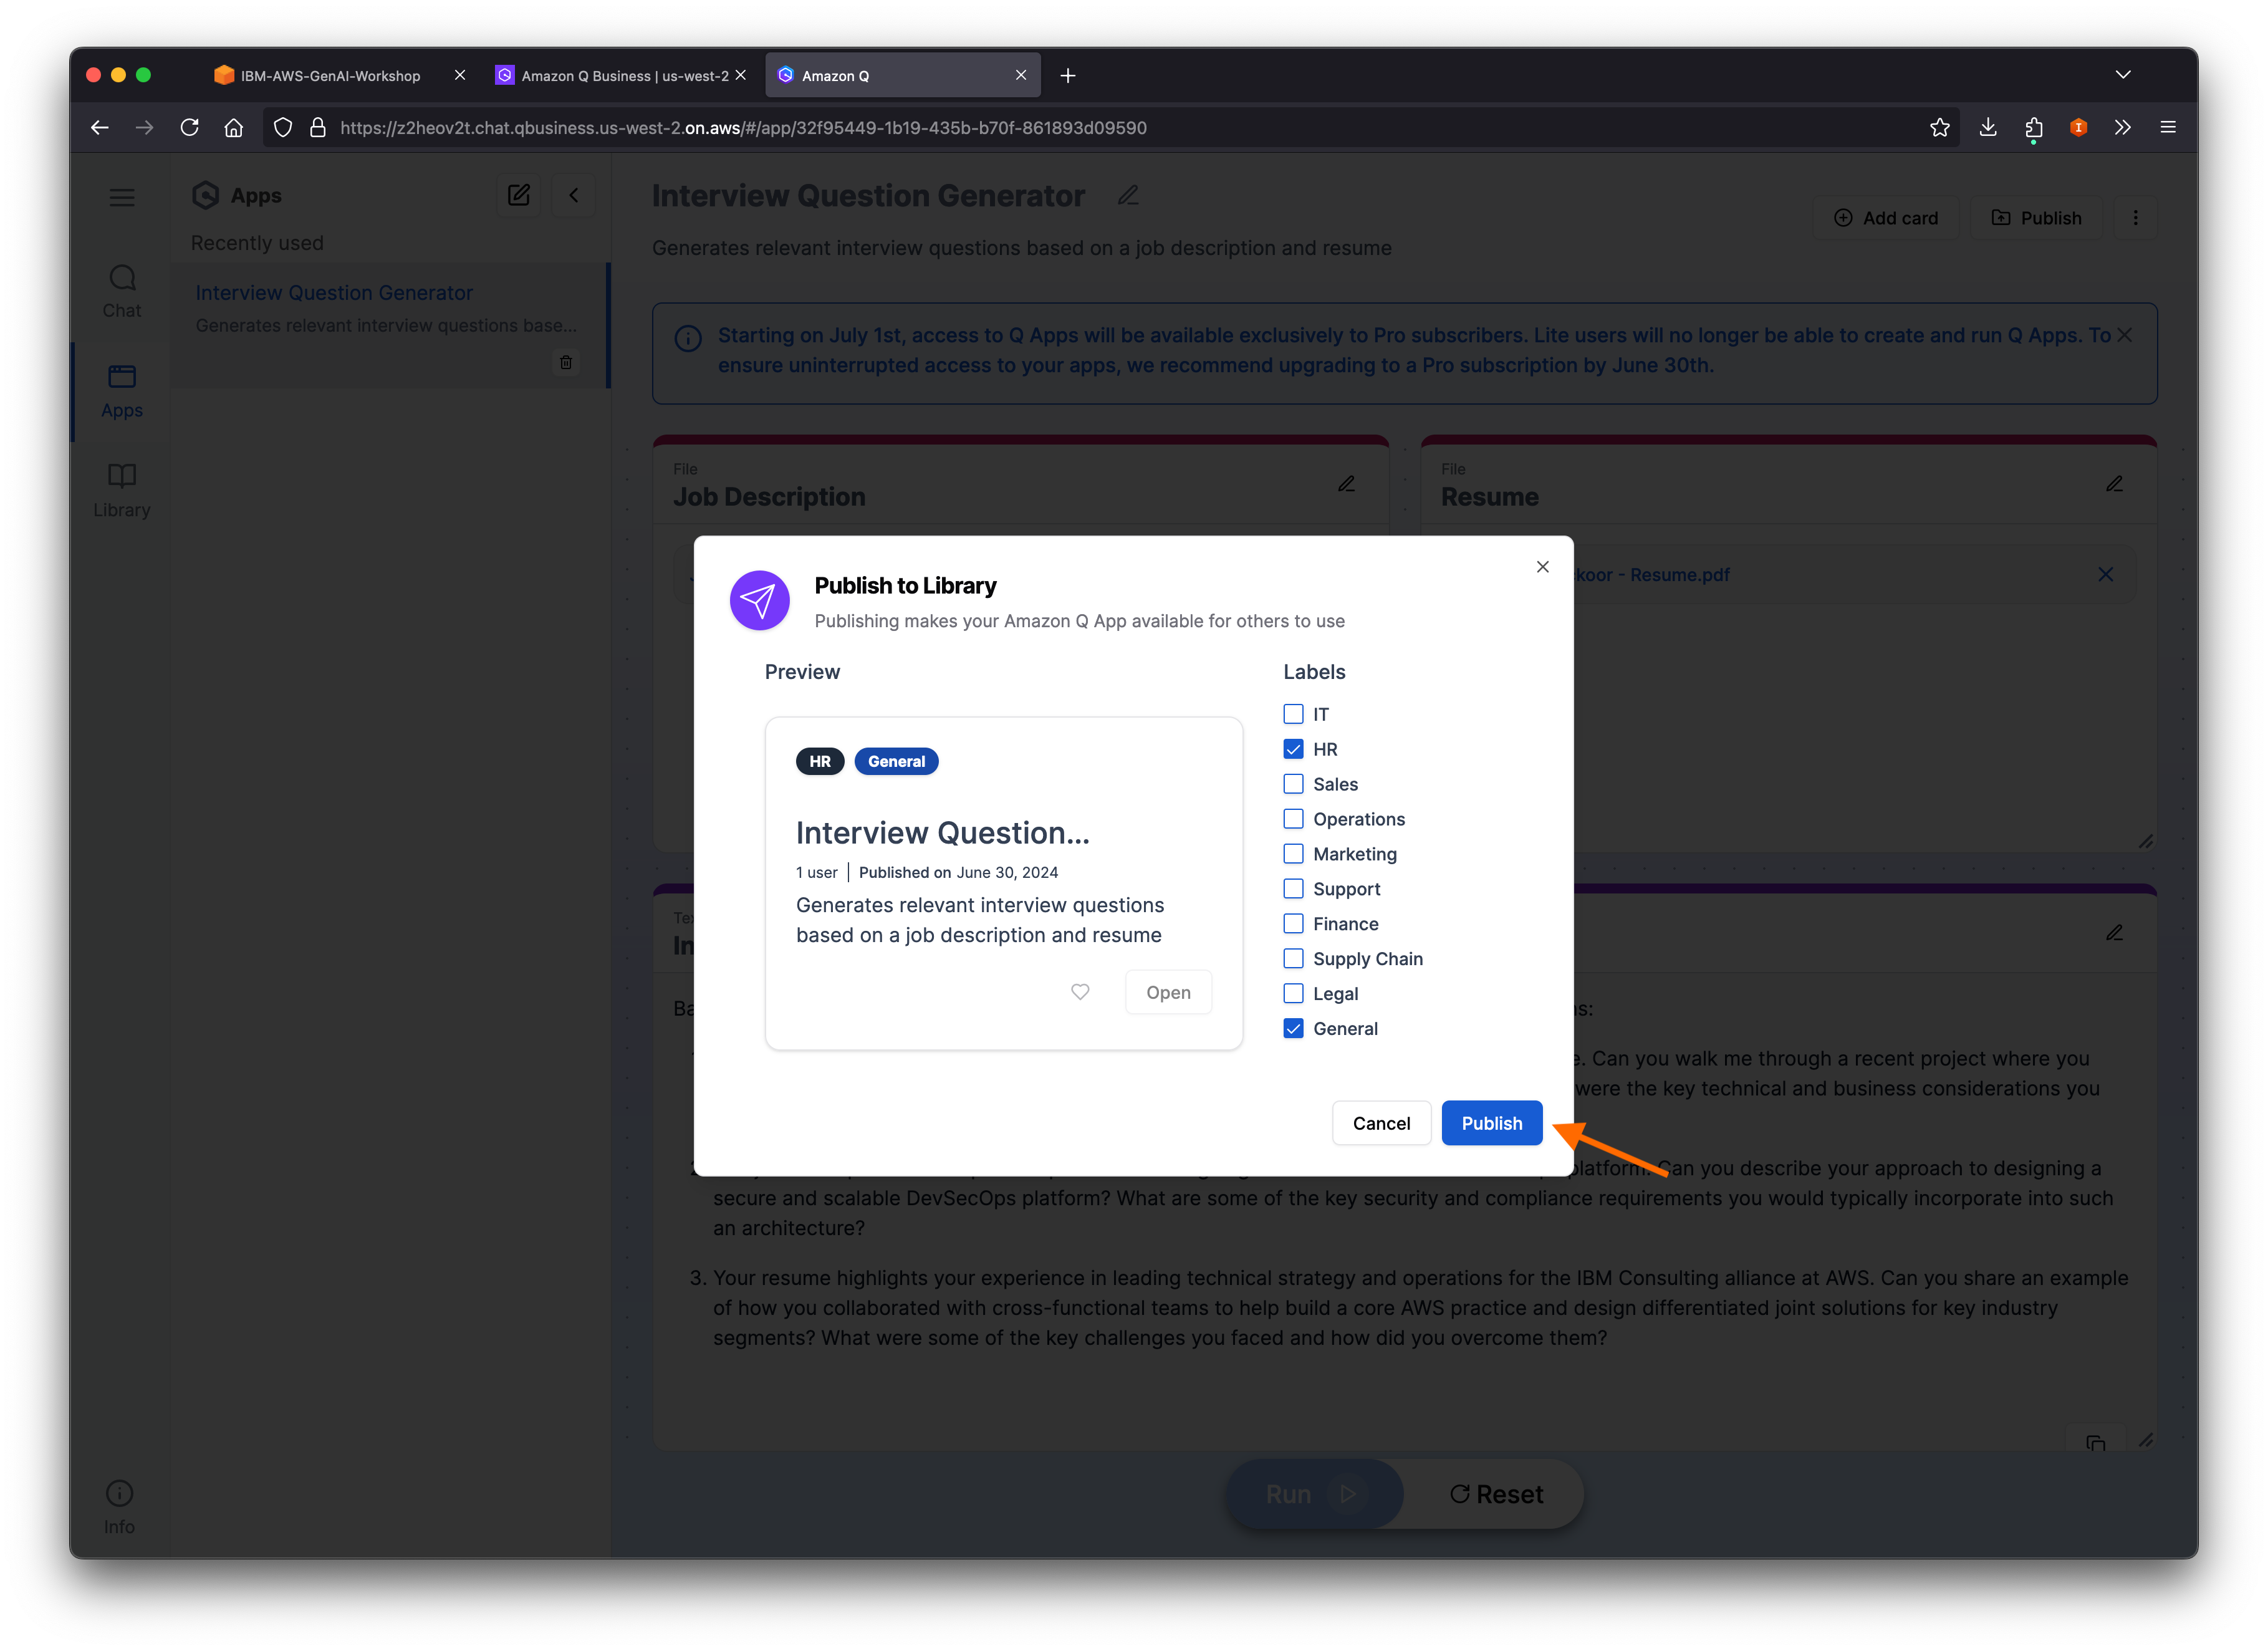 IBM-AWS-GenAI-Workshop
Amazon Q Business | us-west-2
Amazon Q
https://z2heov2t.chat.qbusiness.us-west-2.on.aws/#/app/32f95449-1b19-435b-b70f-861893d09590
Chat
Apps
Library
Info
Apps
Recently used
Interview Question Generator
Generates relevant interview questions base...
Interview Question Generator
Generates relevant interview questions based on a job description and resume
Add card
Publish
Starting on July 1st, access to Q Apps will be available exclusively to Pro subscribers. Lite users will no longer be able to create and run Q Apps. To
ensure uninterrupted access to your apps, we recommend upgrading to a Pro subscription by June 30th.
File
Job Description
File
Resume
koor - Resume.pdf
Publish to Library
Publishing makes your Amazon Q App available for others to use
Preview
HR
General
Interview Question...
1 user | Published on June 30, 2024
Generates relevant interview questions
based on a job description and resume
Open
Labels
IT
HR
Sales
Operations
Marketing
Support
Finance
Supply Chain
Legal
General
Cancel
Publish
Can you walk me through a recent project where you
were the key technical and business considerations you
platform. Can you describe your approach to designing a
secure and scalable DevSecOps platform? What are some of the key security and compliance requirements you would typically incorporate into such
an architecture?
3. Your resume highlights your experience in leading technical strategy and operations for the IBM Consulting alliance at AWS. Can you share an example
of how you collaborated with cross-functional teams to help build a core AWS practice and design differentiated joint solutions for key industry
segments? What were some of the key challenges you faced and how did you overcome them?
Run
Reset